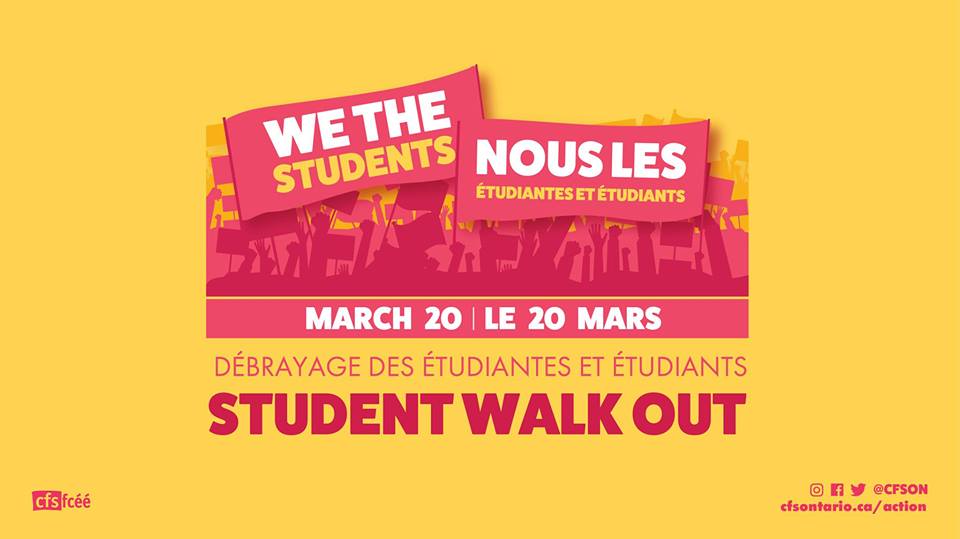 WE THE
STUDENTS
NOUS LES
ÉTUDIANTES ET ÉTUDIANTS
MARCH 20 | LE 20 MARS
DÉBRAYAGE DES ÉTUDIANTES ET ÉTUDIANTS
STUDENT WALK OUT
cfs fcéé
@CFSON
cfsontario.ca/action